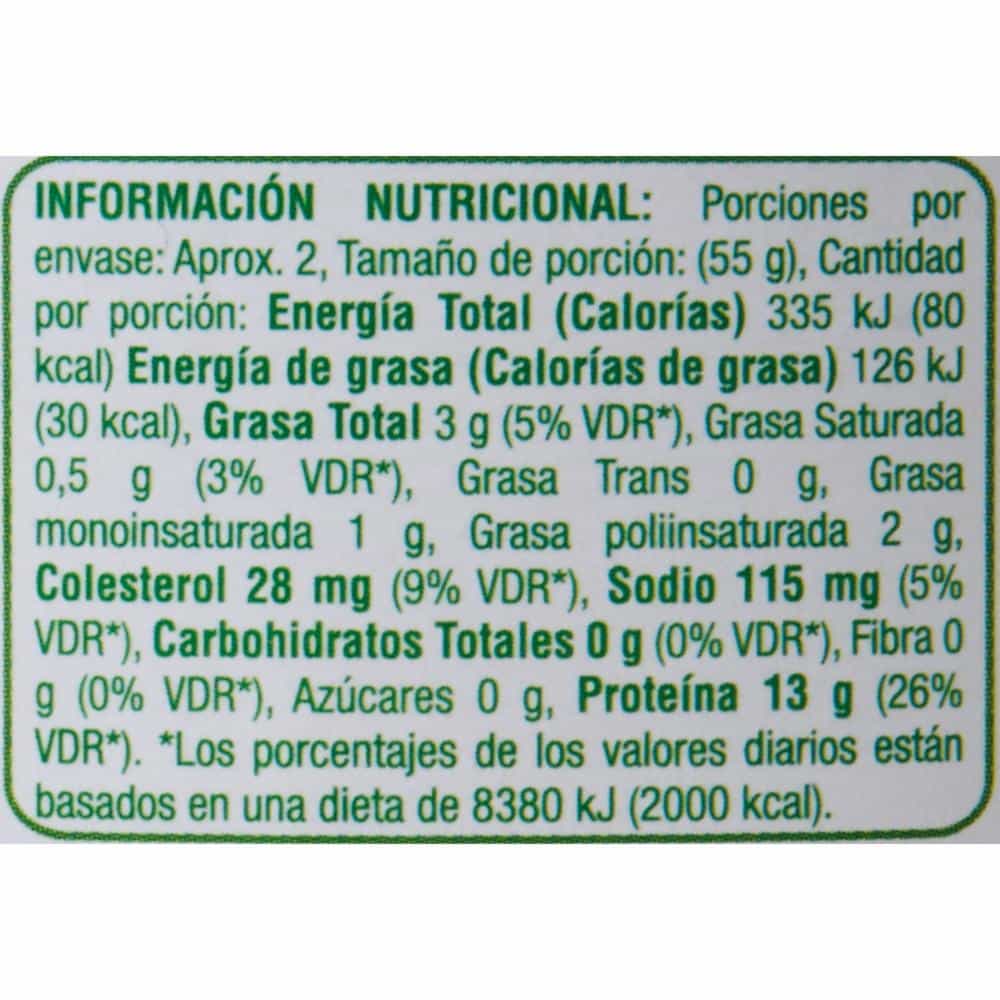 INFORMACIÓN NUTRICIONAL: Porciones por
envase: Aprox. 2, Tamaño de porción: (55 g), Cantidad
por porción: Energía Total (Calorías) 335 kJ (80
kcal) Energía de grasa (Calorías de grasa) 126 kJ
(30 kcal), Grasa Total 3 g (5% VDR*), Grasa Saturada
0,5 g (3% VDR*), Grasa Trans 0 g, Grasa
monoinsaturada 1 g, Grasa poliinsaturada 2 g,
Colesterol 28 mg (9% VDR*), Sodio 115 mg (5%
VDR*), Carbohidratos Totales 0 g (0% VDR*), Fibra 0
g (0% VDR*), Azúcares 0 g, Proteína 13 g (26%
VDR*). *Los porcentajes de los valores diarios están
basados en una dieta de 8380 kJ (2000 kcal).